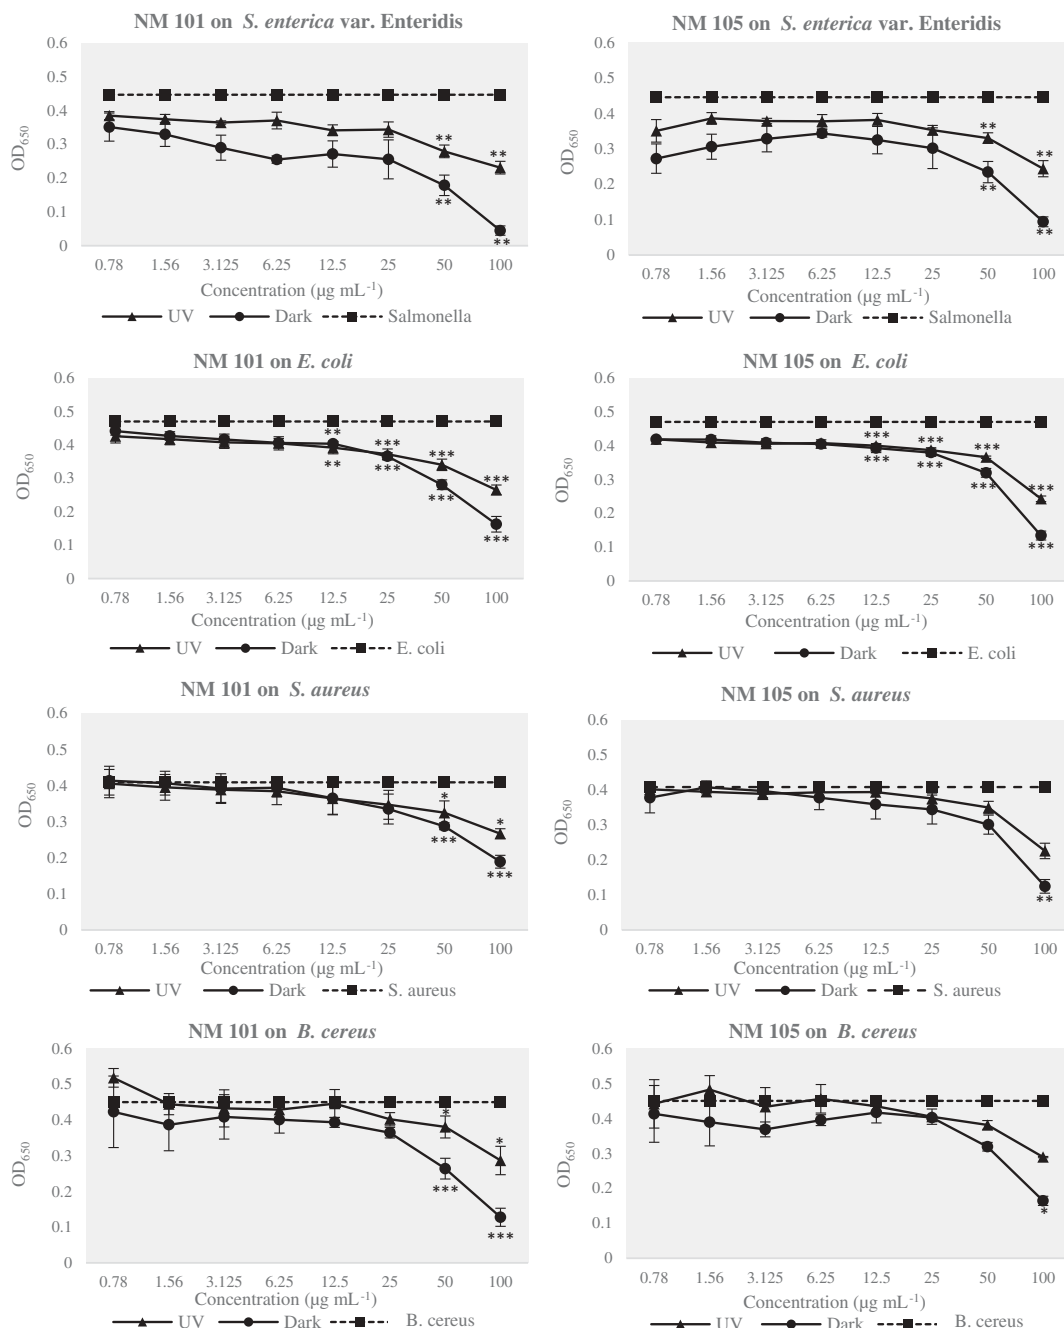 NM 101 on S. enterica var. Enteridis
0.6
0.5
0.4
0.3
0.2
0.1
0
OD650
** **
** **
0.78 1.56 3.125 6.25 12.5 25 50 100
Concentration (µg mL-1)
UV Dark Salmonella
NM 105 on S. enterica var. Enteridis
0.6
0.5
0.4
0.3
0.2
0.1
0
OD650
** **
** **
0.78 1.56 3.125 6.25 12.5 25 50 100
Concentration (µg mL-1)
UV Dark Salmonella
NM 101 on E. coli
0.6
0.5
0.4
0.3
0.2
0.1
0
OD650
** *** *** ***
** *** *** ***
0.78 1.56 3.125 6.25 12.5 25 50 100
Concentration (µg mL-1)
UV Dark E. coli
NM 105 on E. coli
0.6
0.5
0.4
0.3
0.2
0.1
0
OD650
*** *** *** ***
*** *** *** ***
0.78 1.56 3.125 6.25 12.5 25 50 100
Concentration (µg mL-1)
UV Dark E. coli
NM 101 on S. aureus
0.6
0.5
0.4
0.3
0.2
0.1
0
OD650
* *
*** ***
0.78 1.56 3.125 6.25 12.5 25 50 100
Concentration (µg mL-1)
UV Dark S. aureus
NM 105 on S. aureus
0.6
0.5
0.4
0.3
0.2
0.1
0
OD650
**
0.78 1.56 3.125 6.25 12.5 25 50 100
Concentration (µg mL-1)
UV Dark S. aureus
NM 101 on B. cereus
0.6
0.5
0.4
0.3
0.2
0.1
0
OD650
* *
*** ***
0.78 1.56 3.125 6.25 12.5 25 50 100
Concentration (µg mL-1)
UV Dark B. cereus
NM 105 on B. cereus
0.6
0.5
0.4
0.3
0.2
0.1
0
OD650
*
0.78 1.56 3.125 6.25 12.5 25 50 100
Concentration (µg mL-1)
UV Dark B. cereus